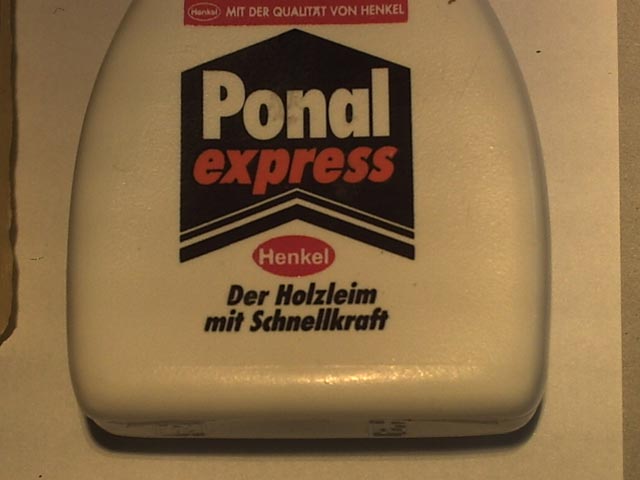 Henkel MIT DER QUALITÄT VON HENKEL
Ponal
express
Henkel
Der Holzleim
mit Schnellkraft